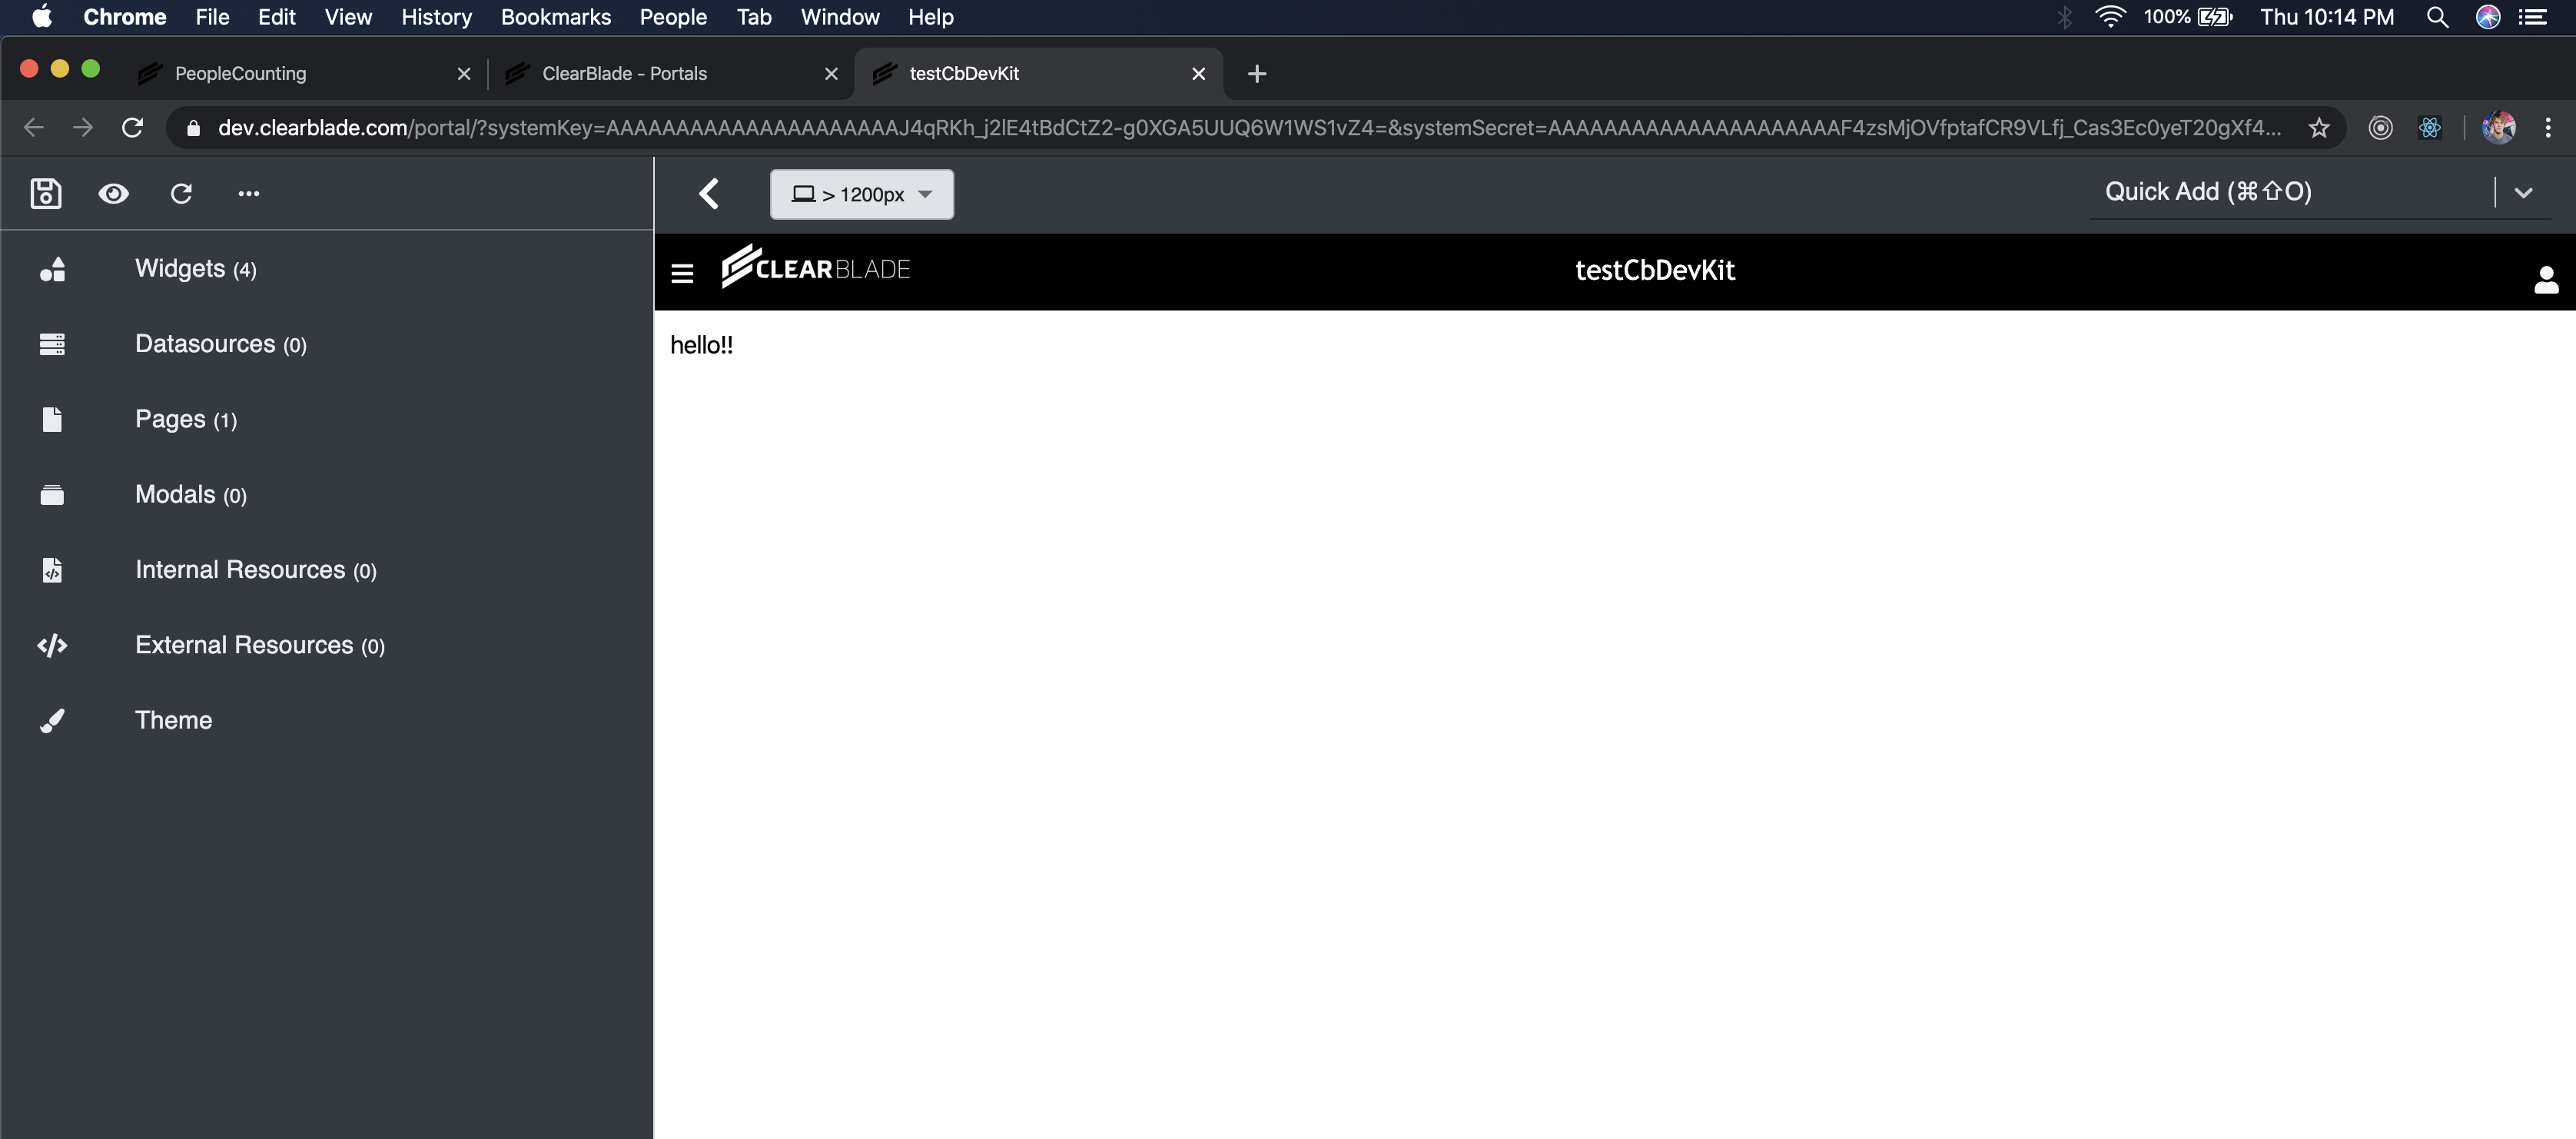 Chrome File Edit View History Bookmarks People Tab Window Help 100% Thu 10:14 PM
PeopleCounting ClearBlade - Portals testCbDevKit
dev.clearblade.com/portal/?systemKey=AAAAAAAAAAAAAAAAAAAAAJ4qRKh_j2lE4tBdCtZ2-g0XGA5UUQ6W1WS1vZ4=&systemSecret=AAAAAAAAAAAAAAAAAAAAAF4zsMjOVfptafCR9VLfj_Cas3Ec0yeT20gXf4...
> 1200px Quick Add (⌘⇧O)
CLEARBLADE testCbDevKit
Widgets (4)
Datasources (0)
Pages (1)
Modals (0)
Internal Resources (0)
External Resources (0)
Theme
hello!!